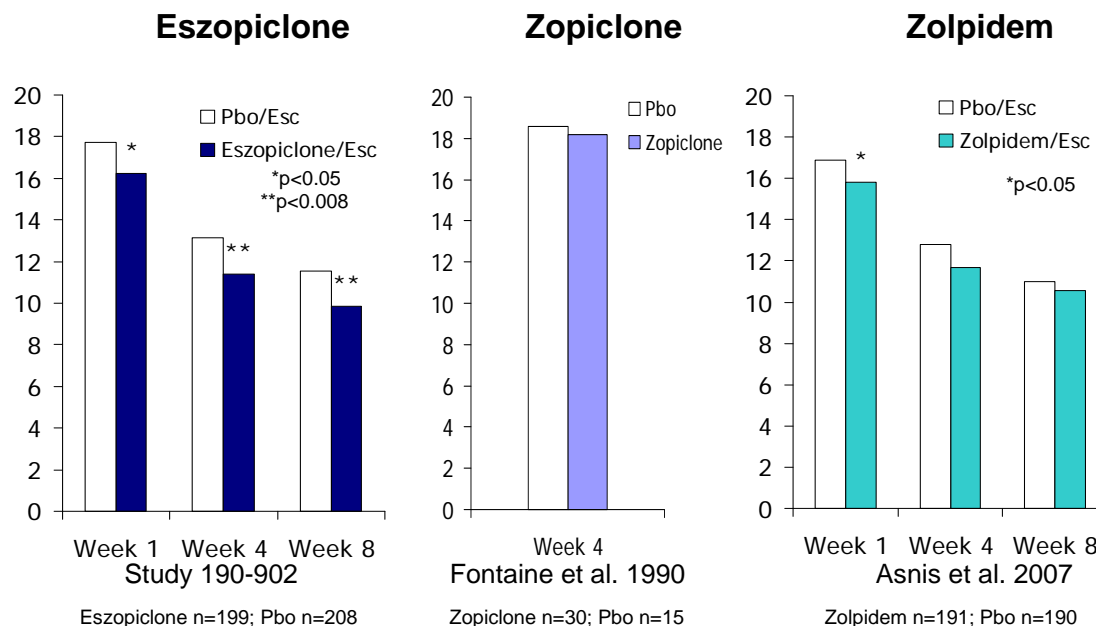 Eszopiclone
20
18
16
14
12
10
8
6
4
2
0
Pbo/Esc
Eszopiclone/Esc
*p<0.05
**p<0.008
*
**
**
Week 1 Week 4 Week 8
Study 190-902
Eszopiclone n=199; Pbo n=208
Zopiclone
20
18
16
14
12
10
8
6
4
2
0
Pbo
Zopiclone
Week 4
Fontaine et al. 1990
Zopiclone n=30; Pbo n=15
Zolpidem
20
18
16
14
12
10
8
6
4
2
0
Pbo/Esc
Zolpidem/Esc
*p<0.05
*
Week 1 Week 4 Week 8
Asnis et al. 2007
Zolpidem n=191; Pbo n=190